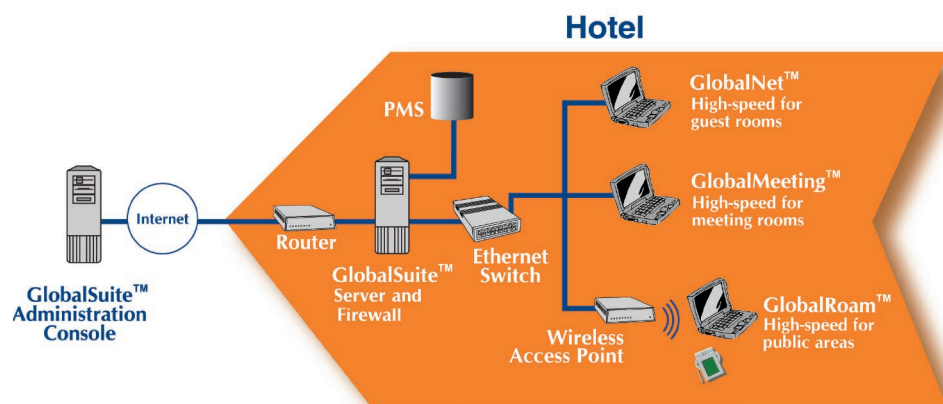 Hotel
PMS
GlobalNet™
High-speed for
guest rooms
GlobalMeeting™
High-speed for
meeting rooms
Internet
Router
GlobalSuite™
Server and
Firewall
Ethernet
Switch
GlobalSuite™
Administration
Console
Wireless
Access Point
GlobalRoam™
High-speed for
public areas